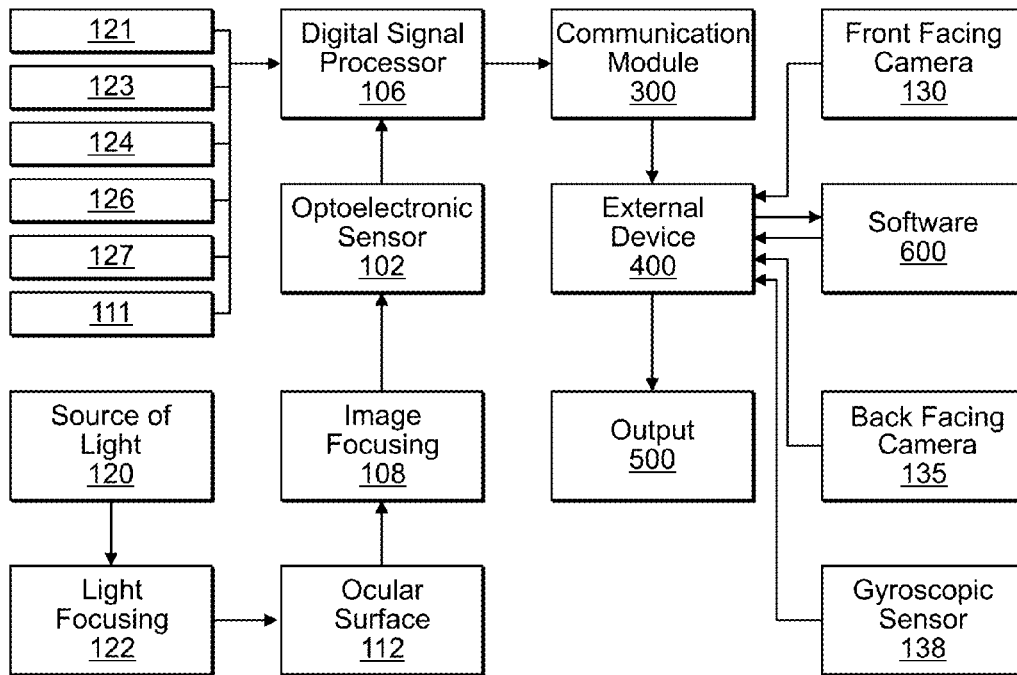 121
123
124
126
127
111
Digital Signal
Processor
106
Communication
Module
300
Front Facing
Camera
130
Optoelectronic
Sensor
102
External
Device
400
Software
600
Source of
Light
120
Image
Focusing
108
Output
500
Back Facing
Camera
135
Light
Focusing
122
Ocular
Surface
112
Gyroscopic
Sensor
138